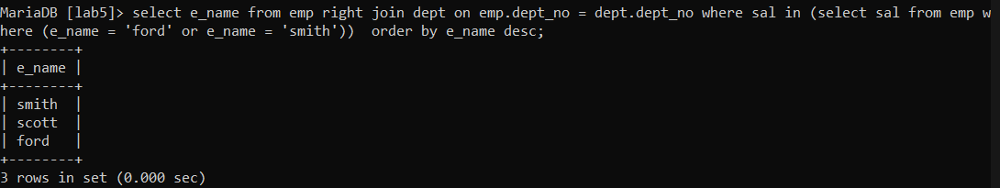 MariaDB [lab5]> select e_name from emp right join dept on emp.dept_no = dept.dept_no where sal in (select sal from emp w
here (e_name = 'ford' or e_name = 'smith'))  order by e_name desc;
+--------+
| e_name |
+--------+
| smith  |
| scott  |
| ford   |
+--------+
3 rows in set (0.000 sec)